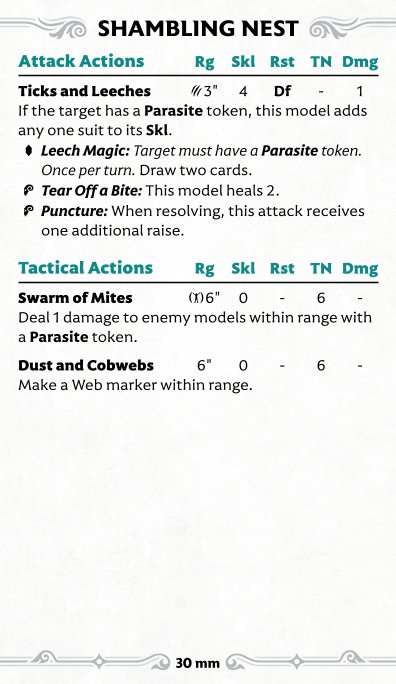 SHAMBLING NEST
Attack Actions Rg Skl Rst TN Dmg
Ticks and Leeches 3" 4 Df - 1
If the target has a Parasite token, this model adds
any one suit to its Skl.
Leech Magic: Target must have a Parasite token.
Once per turn. Draw two cards.
Tear Off a Bite: This model heals 2.
Puncture: When resolving, this attack receives
one additional raise.
Tactical Actions Rg Skl Rst TN Dmg
Swarm of Mites 6" 0 - 6 -
Deal 1 damage to enemy models within range with
a Parasite token.
Dust and Cobwebs 6" 0 - 6 -
Make a Web marker within range.
30 mm